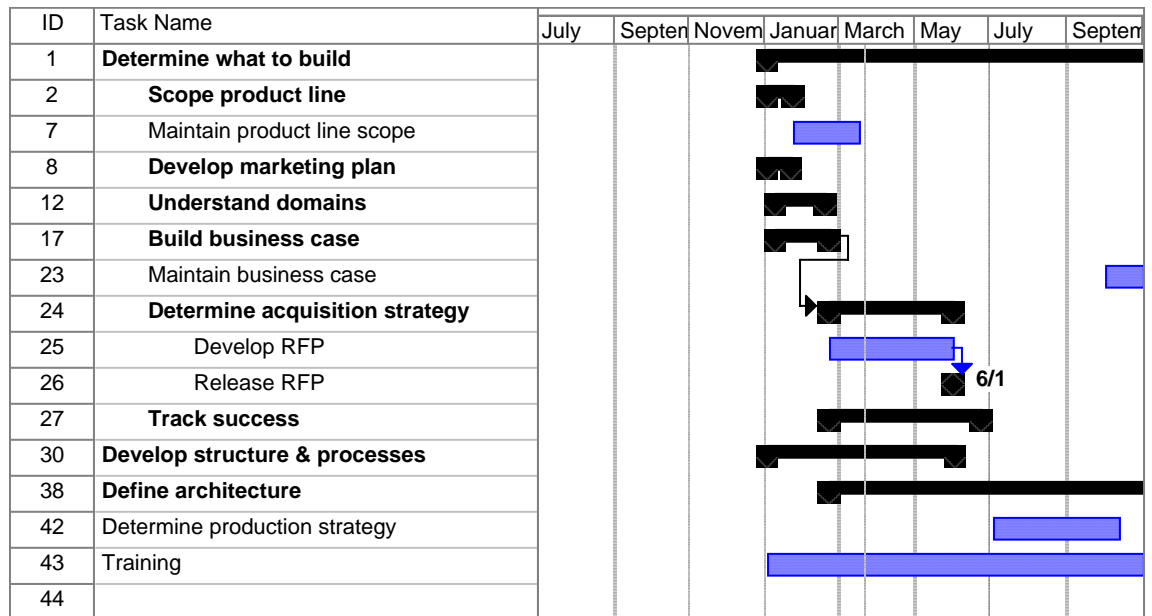 ID Task Name July Septen Novem Januar March May July Septem
1 Determine what to build
2 Scope product line
7 Maintain product line scope
8 Develop marketing plan
12 Understand domains
17 Build business case
23 Maintain business case
24 Determine acquisition strategy
25 Develop RFP
26 Release RFP 6/1
27 Track success
30 Develop structure & processes
38 Define architecture
42 Determine production strategy
43 Training
44